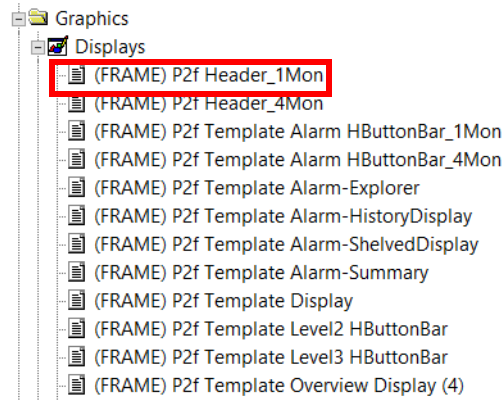 Graphics
Displays
(FRAME) P2f Header_1Mon
(FRAME) P2f Header_4Mon
(FRAME) P2f Template Alarm HButtonBar_1Mon
(FRAME) P2f Template Alarm HButtonBar_4Mon
(FRAME) P2f Template Alarm-Explorer
(FRAME) P2f Template Alarm-HistoryDisplay
(FRAME) P2f Template Alarm-ShelvedDisplay
(FRAME) P2f Template Alarm-Summary
(FRAME) P2f Template Display
(FRAME) P2f Template Level2 HButtonBar
(FRAME) P2f Template Level3 HButtonBar
(FRAME) P2f Template Overview Display (4)